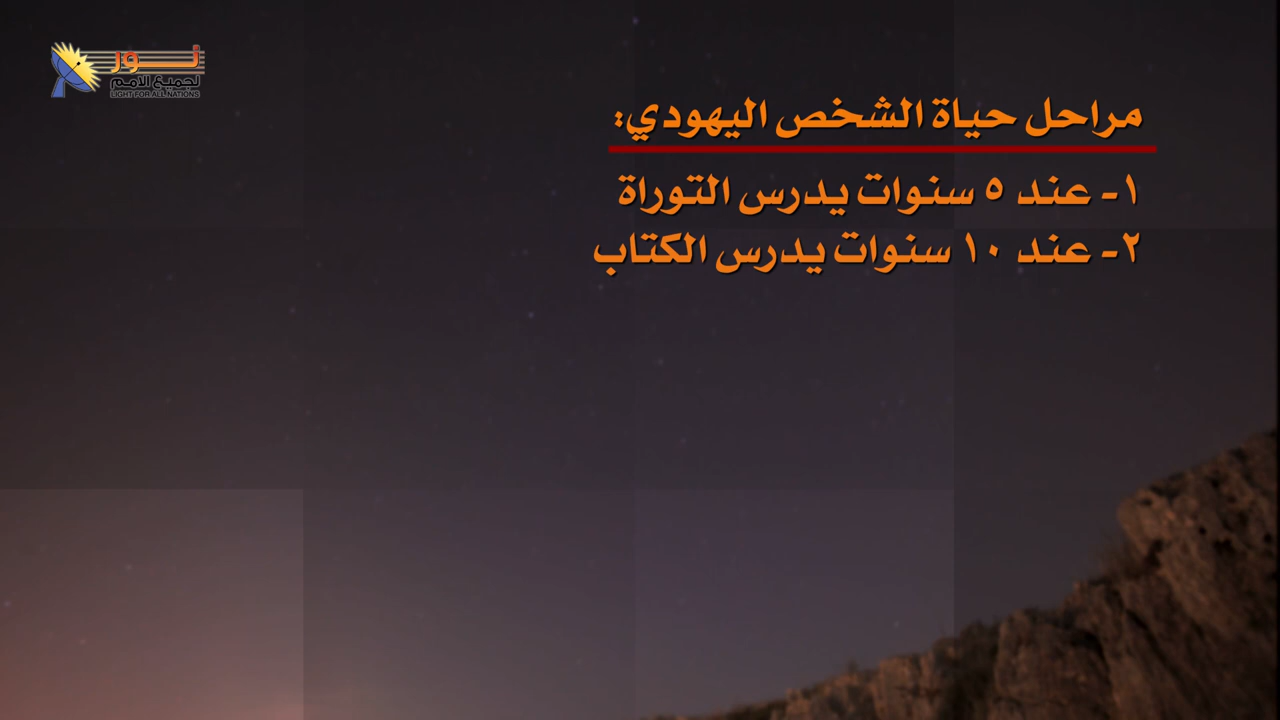 نور
لجميع الأمم
LIGHT FOR ALL NATIONS
مراحل حياة الشخص اليهودي:
١- عند ٥ سنوات يدرس التوراة
٢- عند ١٠ سنوات يدرس الكتاب